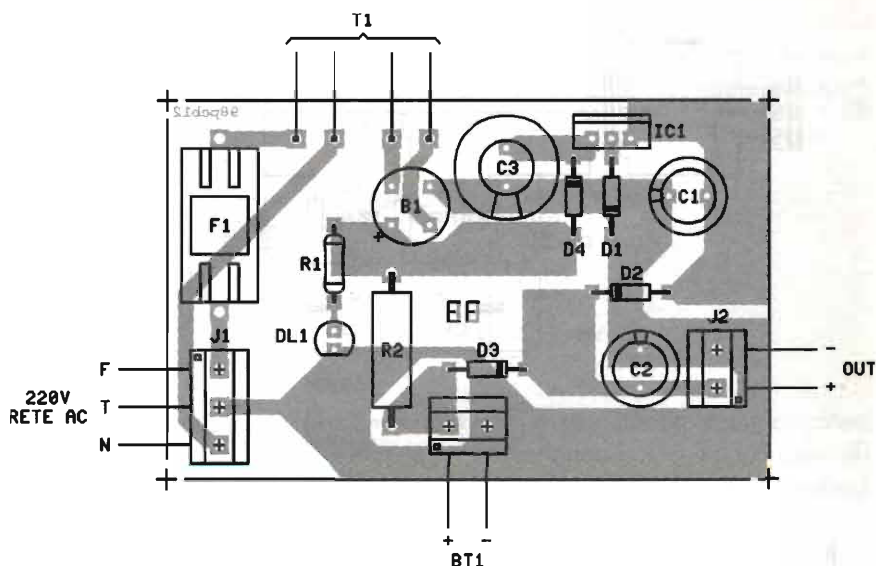 T1
98pcb12
IC1
C3
C1
F1
B1
+
D4 D1
R1
D2
EF
J1
DL1
R2
D3
C2
J2
-
+
OUT
F
220V
T
RETE AC
N
+ -
BT1